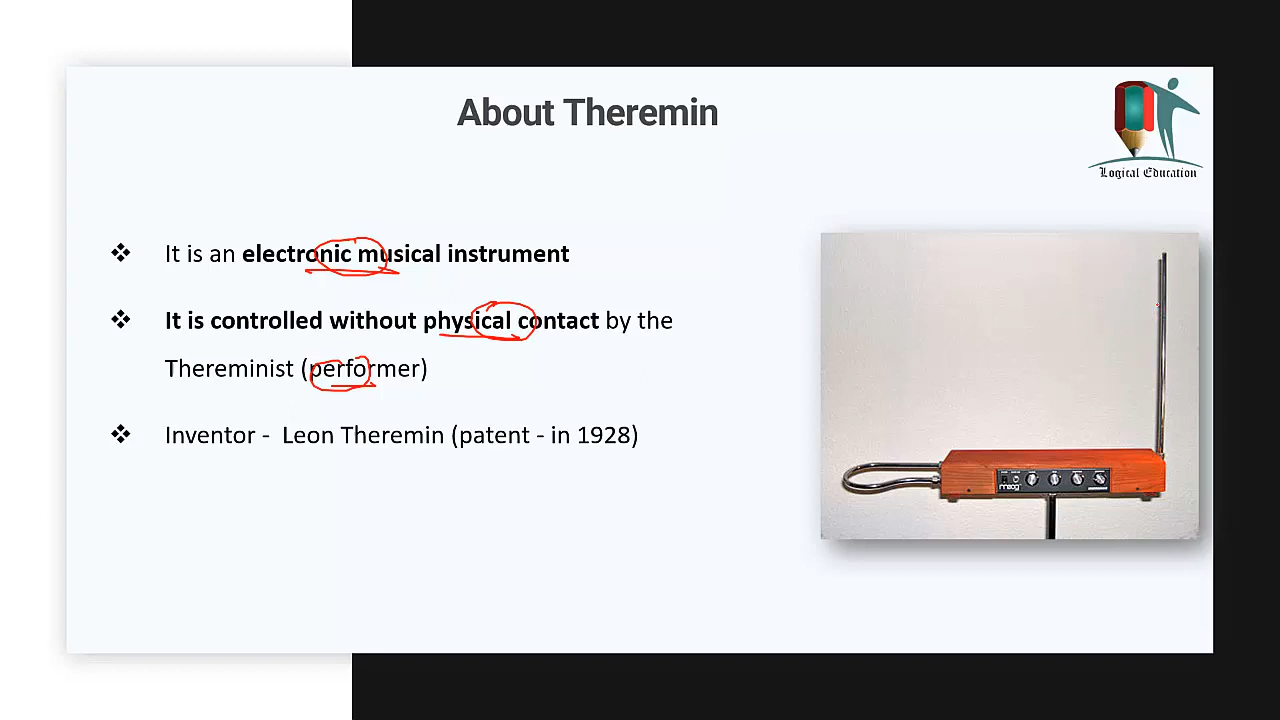 About Theremin
Logical Education
❖ It is an electronic musical instrument
❖ It is controlled without physical contact by the
Thereminist (performer)
❖ Inventor - Leon Theremin (patent - in 1928)
moog